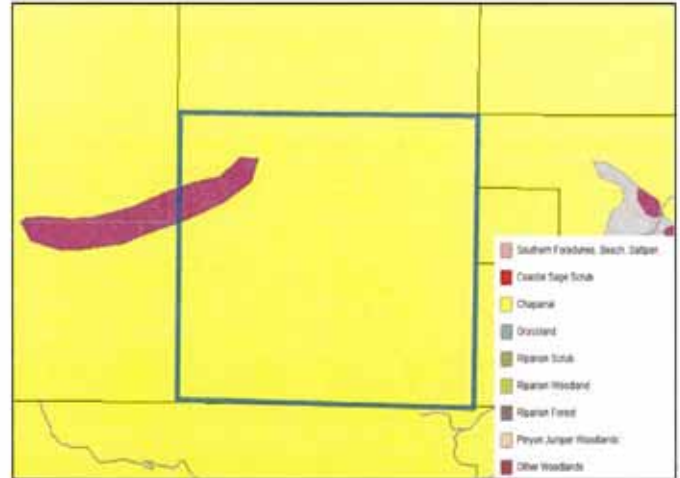 Southern Foredunes, Beach, Saltpan
Coastal Sage Scrub
Chaparral
Grassland
Riparian Scrub
Riparian Woodland
Riparian Forest
Pinyon Juniper Woodlands
Other Woodlands